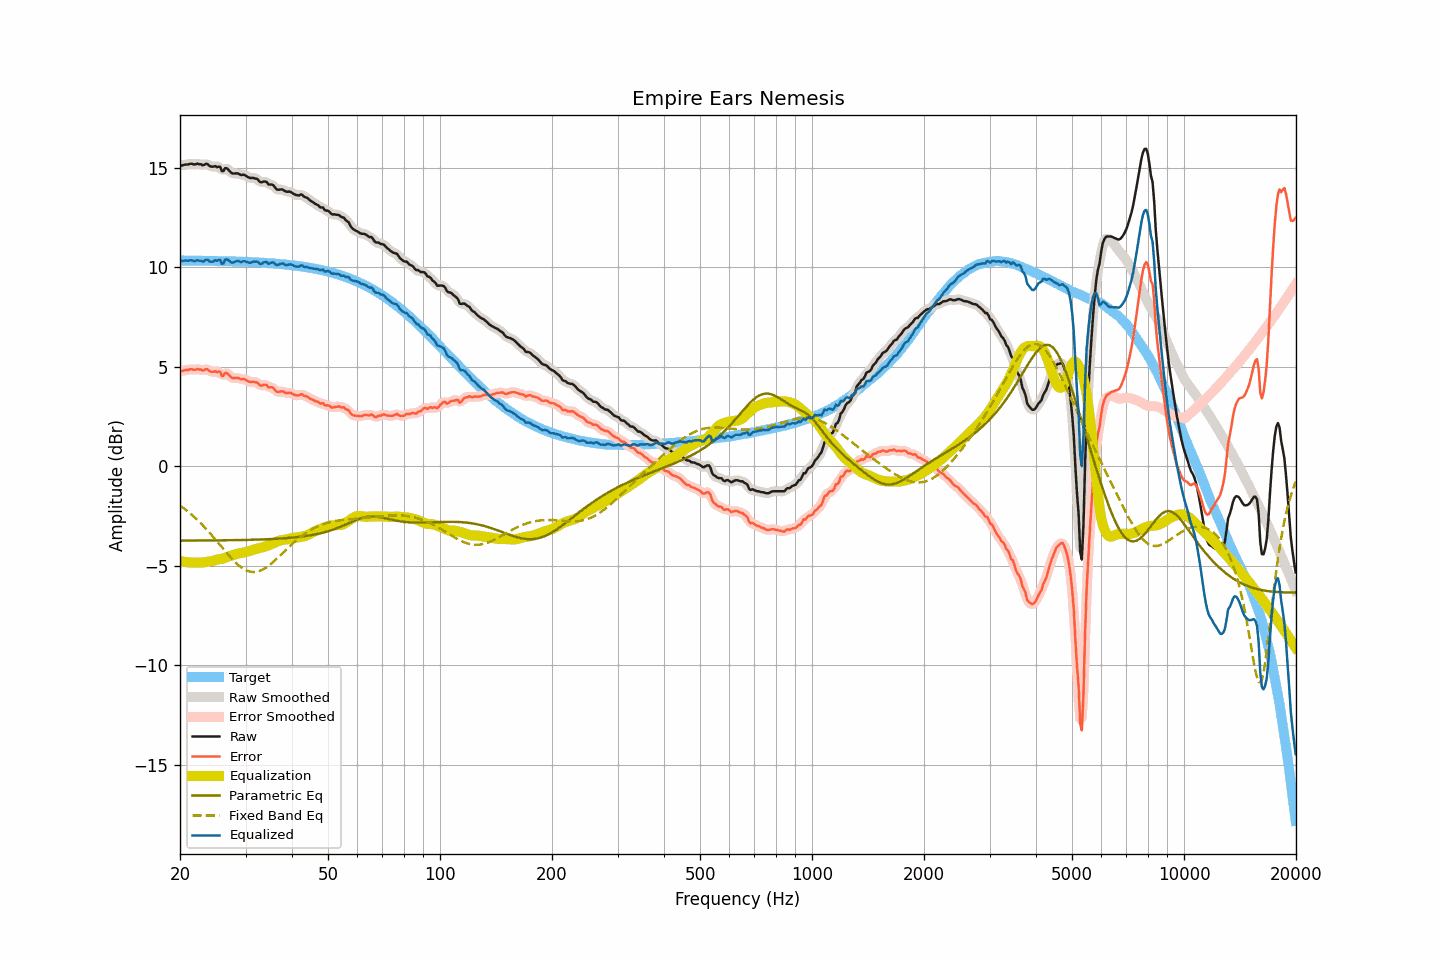 Empire Ears Nemesis
Amplitude (dBr)
15
10
5
0
−5
−10
−15
Target
Raw Smoothed
Error Smoothed
Raw
Error
Equalization
Parametric Eq
Fixed Band Eq
Equalized
20 50 100 200 500 1000 2000 5000 10000 20000
Frequency (Hz)